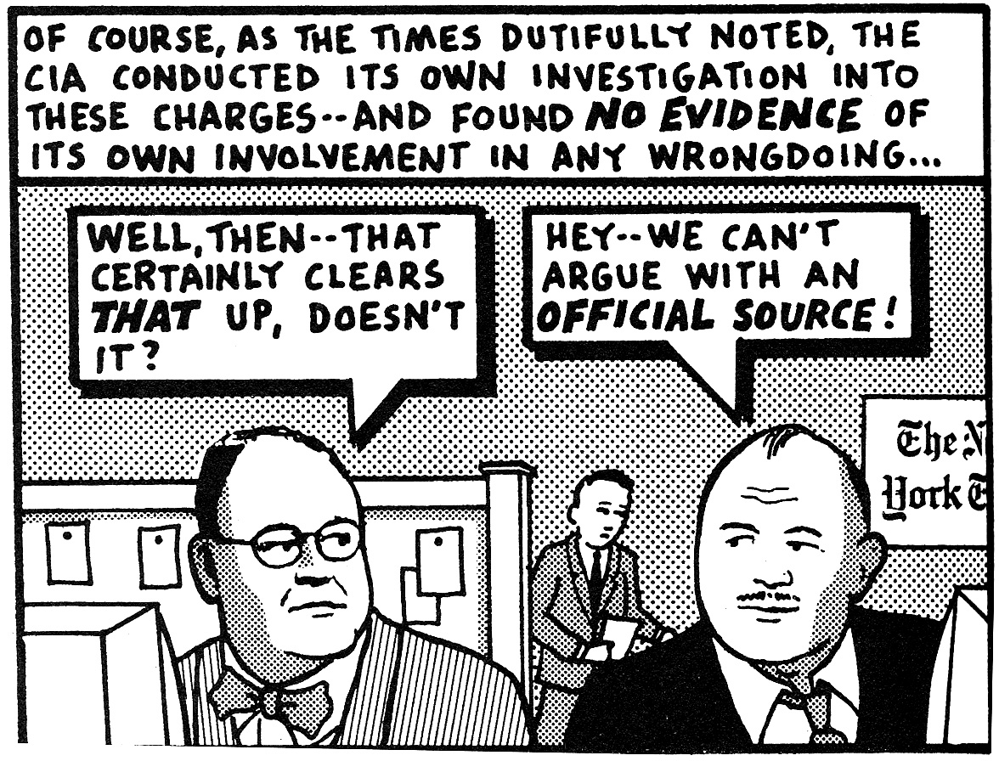 OF COURSE, AS THE TIMES DUTIFULLY NOTED, THE
CIA CONDUCTED ITS OWN INVESTIGATION INTO
THESE CHARGES--AND FOUND NO EVIDENCE OF
ITS OWN INVOLVEMENT IN ANY WRONGDOING...
WELL, THEN--THAT
CERTAINLY CLEARS
THAT UP, DOESN'T
IT?
HEY--WE CAN'T
ARGUE WITH AN
OFFICIAL SOURCE!
The
York